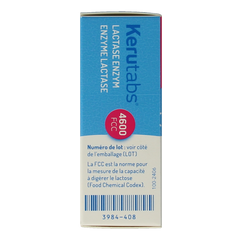 Kerutabs®
LACTASE ENZYM
ENZYME LACTASE
4600
FCC
Numéro de lot : voir côté
de l'emballage (LOT)
La FCC est la norme pour
la mesure de la capacité
à digérer le lactose
(Food Chemical Codex).
3984-408